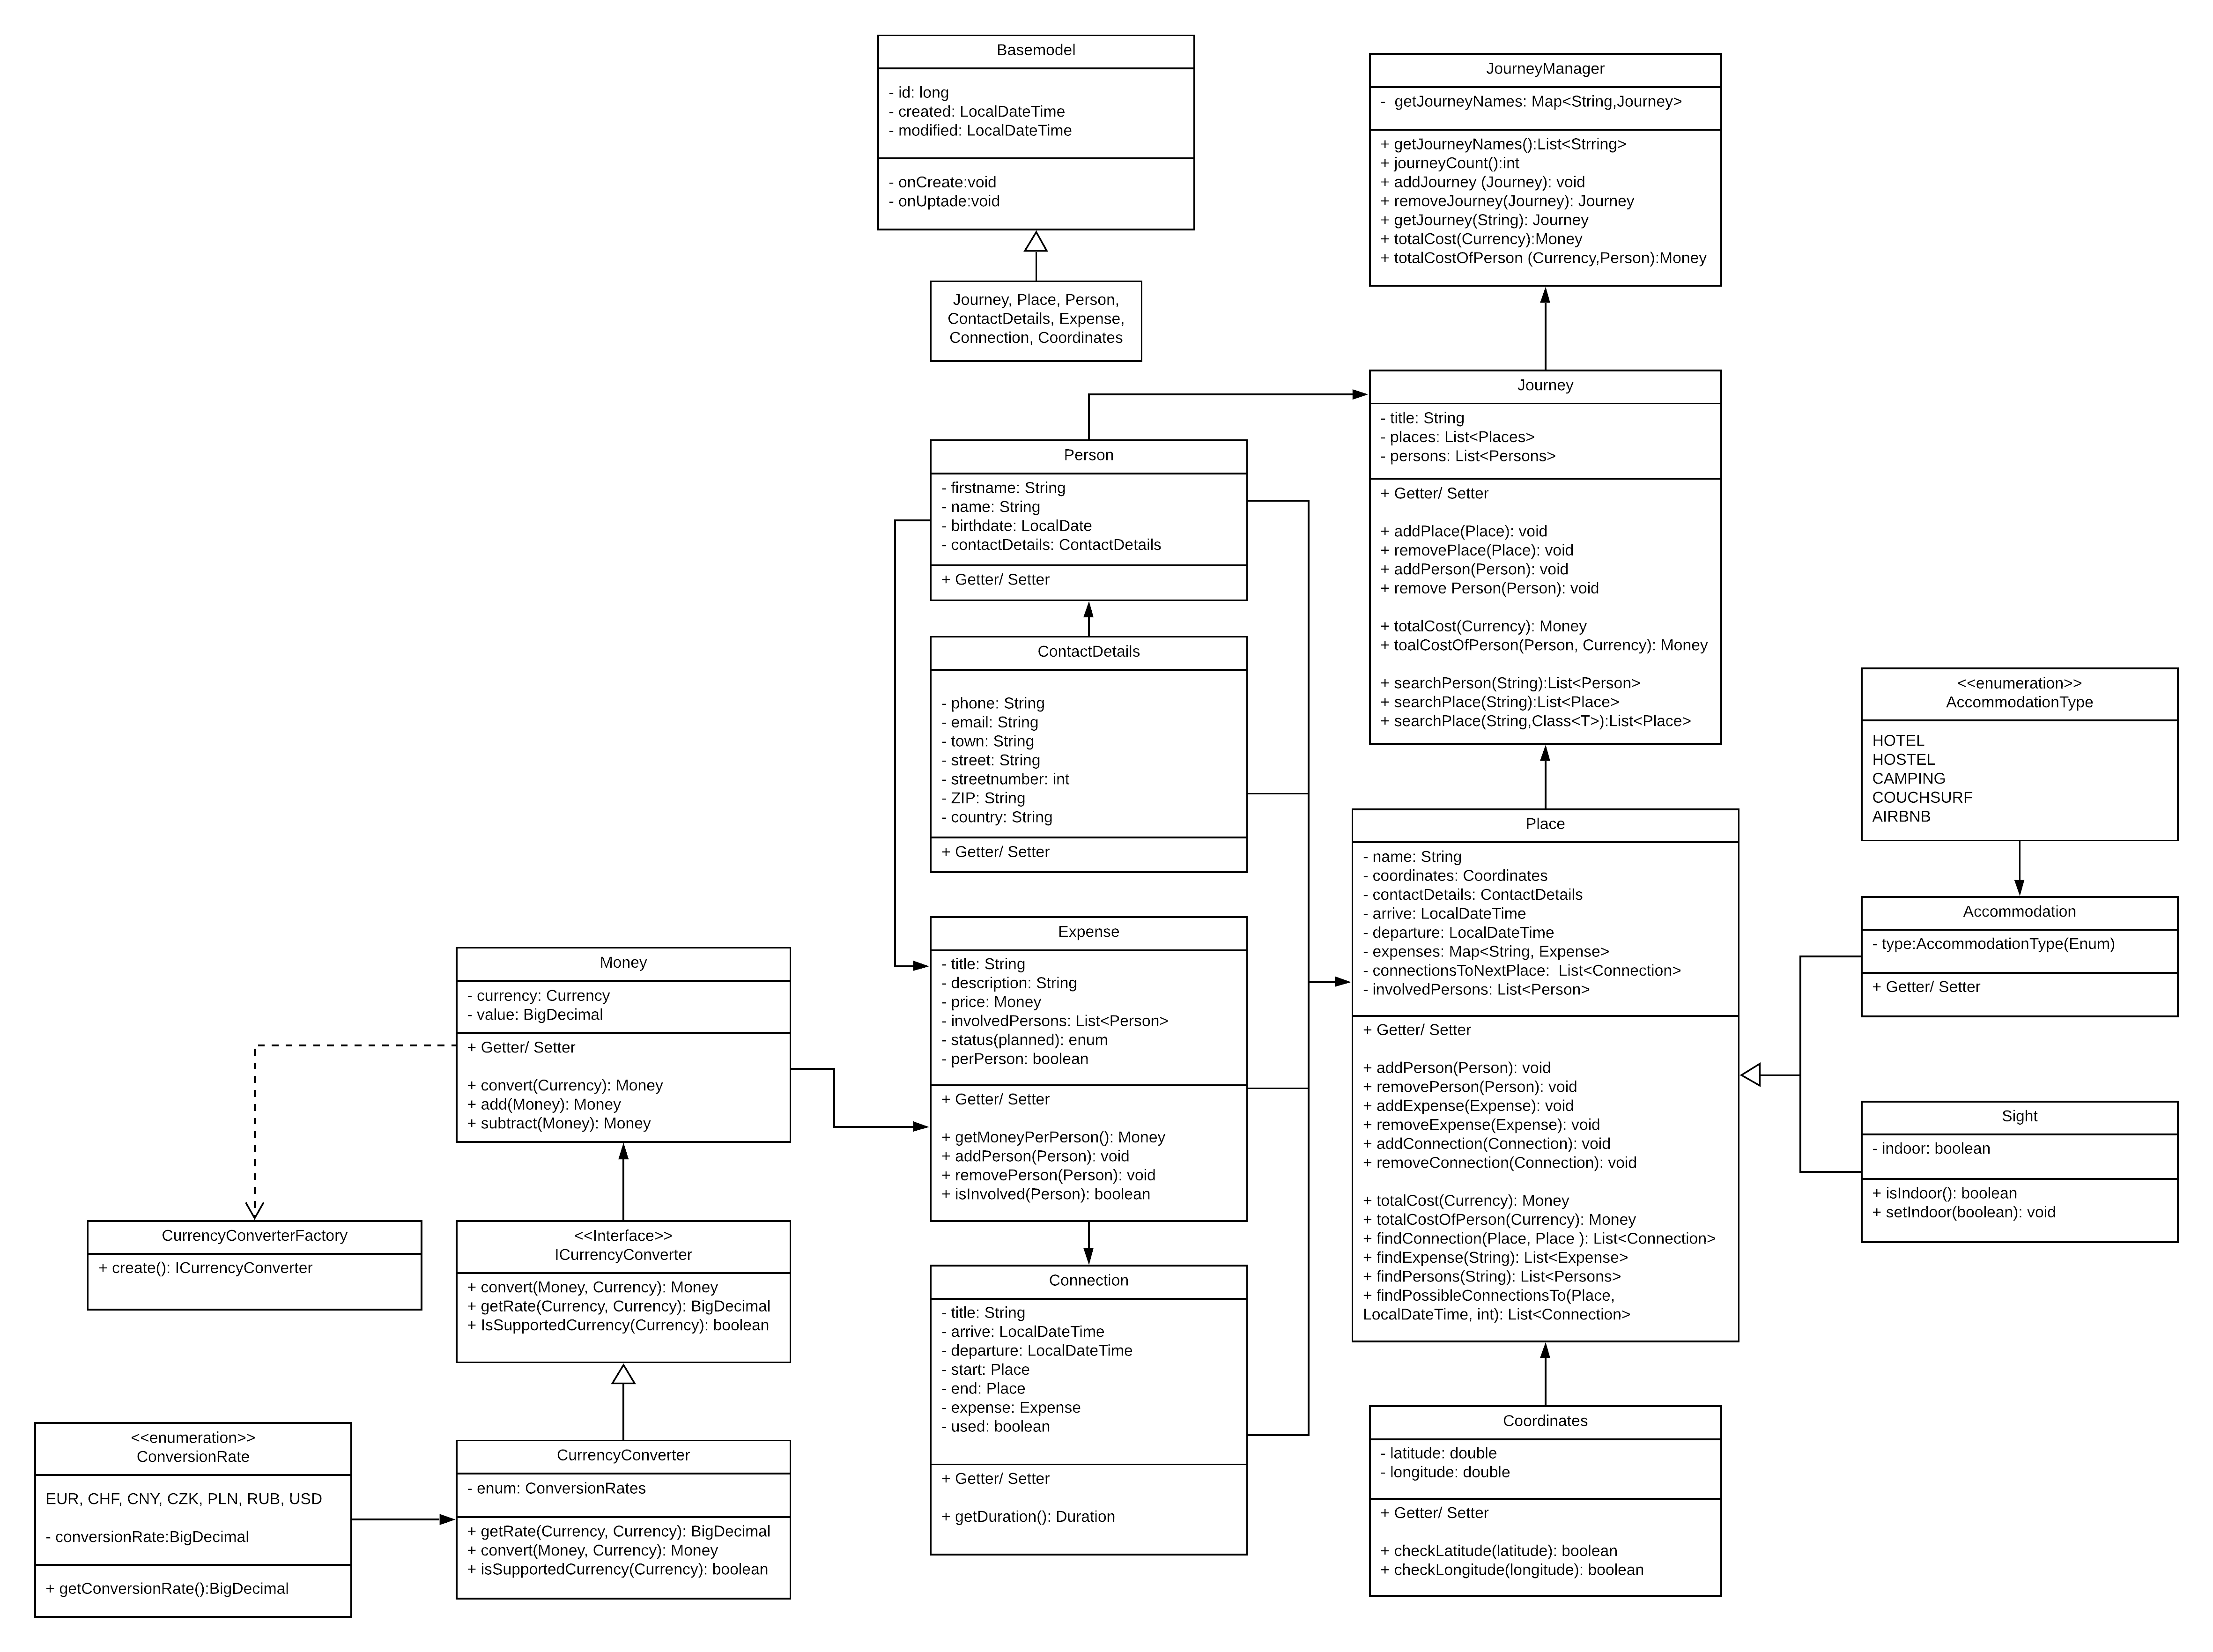 Basemodel
- id: long
- created: LocalDateTime
- modified: LocalDateTime
- onCreate:void
- onUptade:void
Journey, Place, Person,
ContactDetails, Expense,
Connection, Coordinates
JourneyManager
-  getJourneyNames: Map<String,Journey>
+ getJourneyNames():List<Strring>
+ journeyCount():int
+ addJourney (Journey): void
+ removeJourney(Journey): Journey
+ getJourney(String): Journey
+ totalCost(Currency):Money
+ totalCostOfPerson (Currency,Person):Money
Journey
- title: String
- places: List<Places>
- persons: List<Persons>
+ Getter/ Setter
+ addPlace(Place): void
+ removePlace(Place): void
+ addPerson(Person): void
+ remove Person(Person): void
+ totalCost(Currency): Money
+ toalCostOfPerson(Person, Currency): Money
+ searchPerson(String):List<Person>
+ searchPlace(String):List<Place>
+ searchPlace(String,Class<T>):List<Place>
Person
- firstname: String
- name: String
- birthdate: LocalDate
- contactDetails: ContactDetails
+ Getter/ Setter
ContactDetails
- phone: String
- email: String
- town: String
- street: String
- streetnumber: int
- ZIP: String
- country: String
+ Getter/ Setter
<<enumeration>>
AccommodationType
HOTEL
HOSTEL
CAMPING
COUCHSURF
AIRBNB
Place
- name: String
- coordinates: Coordinates
- contactDetails: ContactDetails
- arrive: LocalDateTime
- departure: LocalDateTime
- expenses: Map<String, Expense>
- connectionsToNextPlace:  List<Connection>
- involvedPersons: List<Person>
+ Getter/ Setter
+ addPerson(Person): void
+ removePerson(Person): void
+ addExpense(Expense): void
+ removeExpense(Expense): void
+ addConnection(Connection): void
+ removeConnection(Connection): void
+ totalCost(Currency): Money
+ totalCostOfPerson(Currency): Money
+ findConnection(Place, Place ): List<Connection>
+ findExpense(String): List<Expense>
+ findPersons(String): List<Persons>
+ findPossibleConnectionsTo(Place,
LocalDateTime, int): List<Connection>
Accommodation
- type:AccommodationType(Enum)
+ Getter/ Setter
Sight
- indoor: boolean
+ isIndoor(): boolean
+ setIndoor(boolean): void
Expense
- title: String
- description: String
- price: Money
- involvedPersons: List<Person>
- status(planned): enum
- perPerson: boolean
+ Getter/ Setter
+ getMoneyPerPerson(): Money
+ addPerson(Person): void
+ removePerson(Person): void
+ isInvolved(Person): boolean
Money
- currency: Currency
- value: BigDecimal
+ Getter/ Setter
+ convert(Currency): Money
+ add(Money): Money
+ subtract(Money): Money
CurrencyConverterFactory
+ create(): ICurrencyConverter
<<Interface>>
ICurrencyConverter
+ convert(Money, Currency): Money
+ getRate(Currency, Currency): BigDecimal
+ IsSupportedCurrency(Currency): boolean
Connection
- title: String
- arrive: LocalDateTime
- departure: LocalDateTime
- start: Place
- end: Place
- expense: Expense
- used: boolean
+ Getter/ Setter
+ getDuration(): Duration
Coordinates
- latitude: double
- longitude: double
+ Getter/ Setter
+ checkLatitude(latitude): boolean
+ checkLongitude(longitude): boolean
<<enumeration>>
ConversionRate
EUR, CHF, CNY, CZK, PLN, RUB, USD
- conversionRate:BigDecimal
+ getConversionRate():BigDecimal
CurrencyConverter
- enum: ConversionRates
+ getRate(Currency, Currency): BigDecimal
+ convert(Money, Currency): Money
+ isSupportedCurrency(Currency): boolean